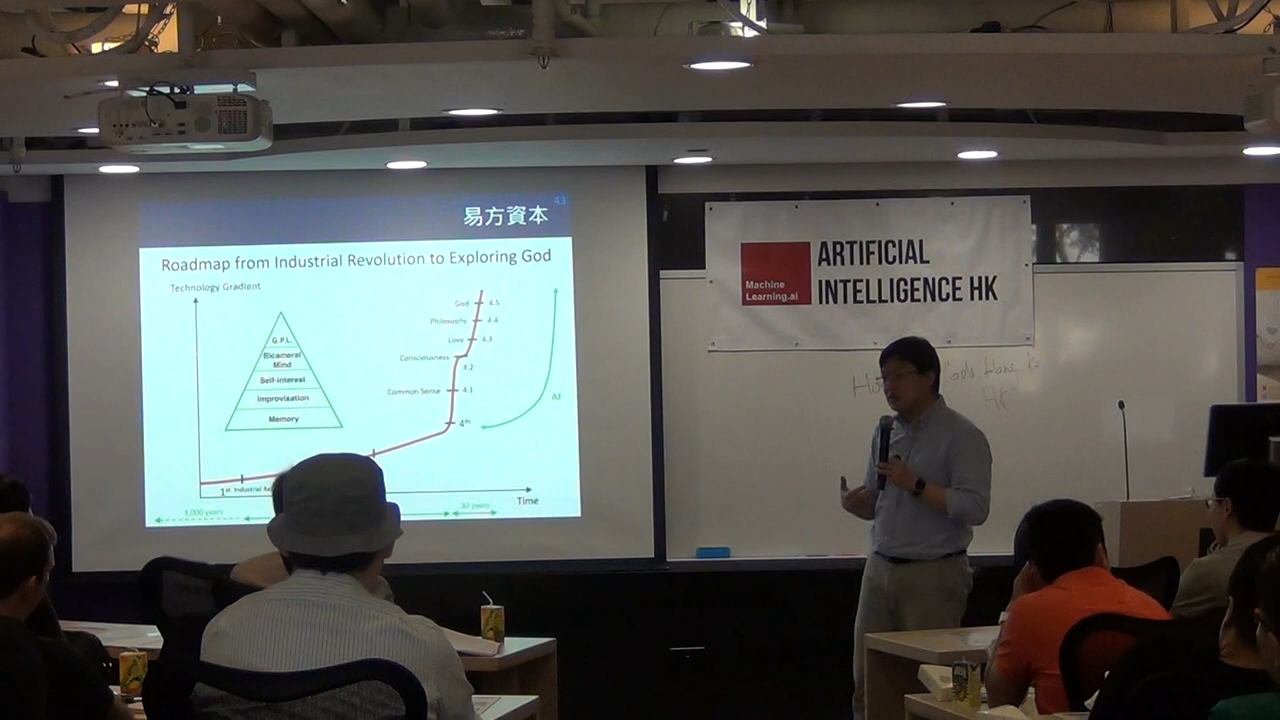 43
易方資本
Roadmap from Industrial Revolution to Exploring God
Technology Gradient
G.P.L.
Bicameral
Mind
Self-interest
Improvisation
Memory
God
4.5
Philosophy
4.4
Love
4.3
Consciousness
4.2
Common Sense
4.1
4th
AI
1st Industrial
Time
30 years
Machine
Learning.ai
ARTIFICIAL
INTELLIGENCE HK